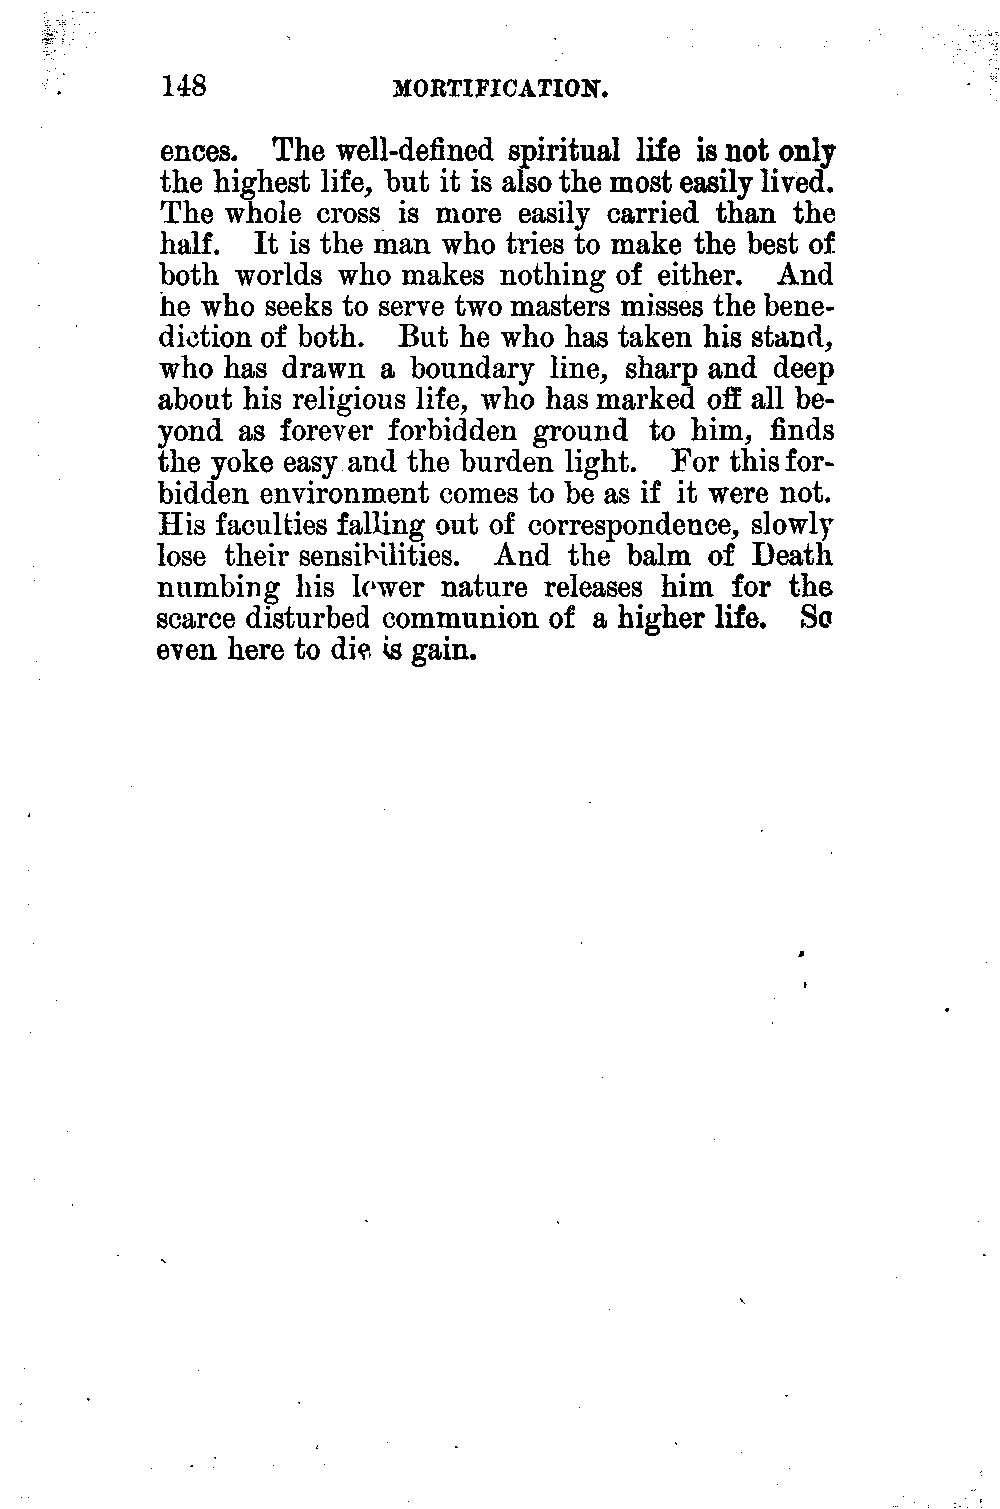 148 MORTIFICATION.
ences. The well-defined spiritual life is not only
the highest life, but it is also the most easily lived.
The whole cross is more easily carried than the
half. It is the man who tries to make the best of
both worlds who makes nothing of either. And
he who seeks to serve two masters misses the bene-
diction of both. But he who has taken his stand,
who has drawn a boundary line, sharp and deep
about his religious life, who has marked off all be-
yond as forever forbidden ground to him, finds
the yoke easy and the burden light. For this for-
bidden environment comes to be as if it were not.
His faculties falling out of correspondence, slowly
lose their sensibilities. And the balm of Death
numbing his lower nature releases him for the
scarce disturbed communion of a higher life. So
even here to die is gain.